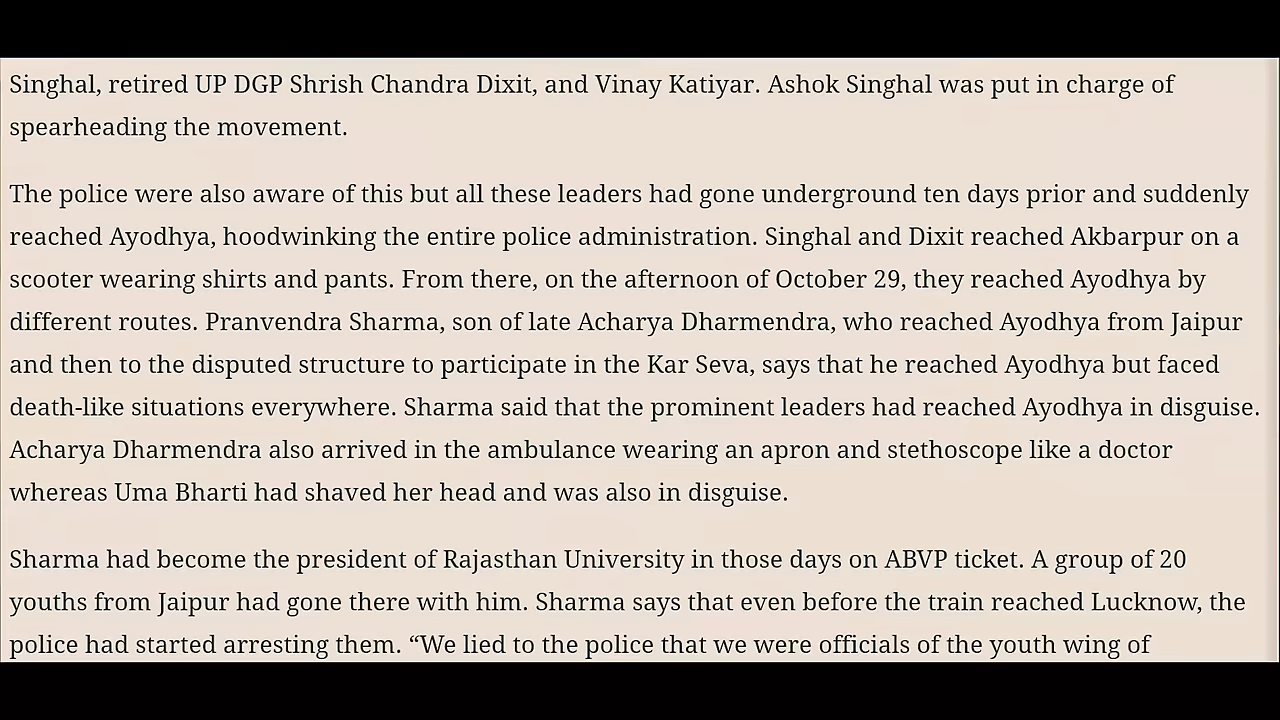 Singhal, retired UP DGP Shrish Chandra Dixit, and Vinay Katiyar. Ashok Singhal was put in charge of
spearheading the movement.
The police were also aware of this but all these leaders had gone underground ten days prior and suddenly
reached Ayodhya, hoodwinking the entire police administration. Singhal and Dixit reached Akbarpur on a
scooter wearing shirts and pants. From there, on the afternoon of October 29, they reached Ayodhya by
different routes. Pranvendra Sharma, son of late Acharya Dharmendra, who reached Ayodhya from Jaipur
and then to the disputed structure to participate in the Kar Seva, says that he reached Ayodhya but faced
death-like situations everywhere. Sharma said that the prominent leaders had reached Ayodhya in disguise.
Acharya Dharmendra also arrived in the ambulance wearing an apron and stethoscope like a doctor
whereas Uma Bharti had shaved her head and was also in disguise.
Sharma had become the president of Rajasthan University in those days on ABVP ticket. A group of 20
youths from Jaipur had gone there with him. Sharma says that even before the train reached Lucknow, the
police had started arresting them. “We lied to the police that we were officials of the youth wing of